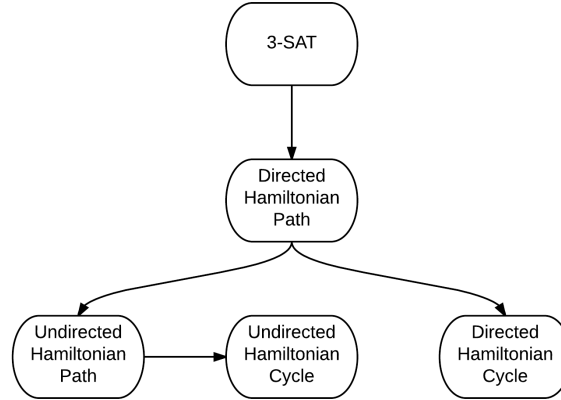 3-SAT
Directed
Hamiltonian
Path
Undirected
Hamiltonian
Path
Undirected
Hamiltonian
Cycle
Directed
Hamiltonian
Cycle